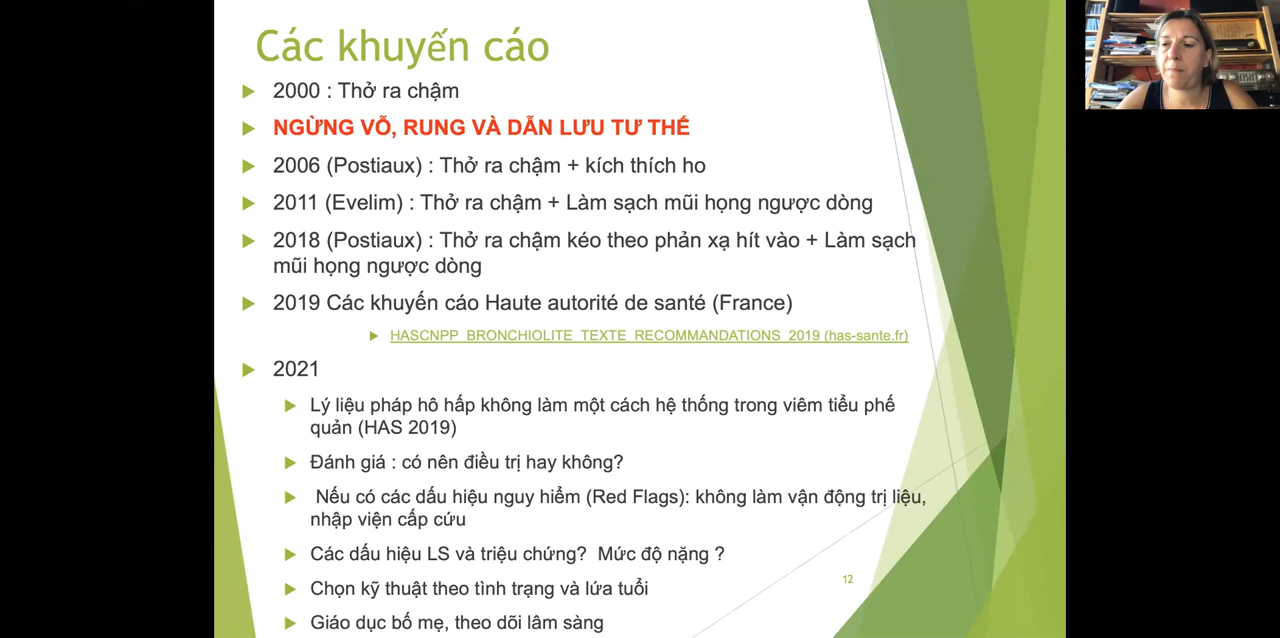 Các khuyến cáo
2000 : Thở ra chậm
NGỪNG VỖ, RUNG VÀ DẪN LƯU TƯ THẾ
2006 (Postiaux) : Thở ra chậm + kích thích ho
2011 (Evelim) : Thở ra chậm + Làm sạch mũi họng ngược dòng
2018 (Postiaux) : Thở ra chậm kéo theo phản xạ hít vào + Làm sạch
mũi họng ngược dòng
2019 Các khuyến cáo Haute autorité de santé (France)
HASCNPP_BRONCHIOLITE_TEXTE_RECOMMANDATIONS_2019 (has-sante.fr)
2021
Lý liệu pháp hô hấp không làm một cách hệ thống trong viêm tiểu phế
quản (HAS 2019)
Đánh giá : có nên điều trị hay không?
Nếu có các dấu hiệu nguy hiểm (Red Flags): không làm vận động trị liệu,
nhập viện cấp cứu
Các dấu hiệu LS và triệu chứng? Mức độ nặng ?
Chọn kỹ thuật theo tình trạng và lứa tuổi
Giáo dục bố mẹ, theo dõi lâm sàng
12